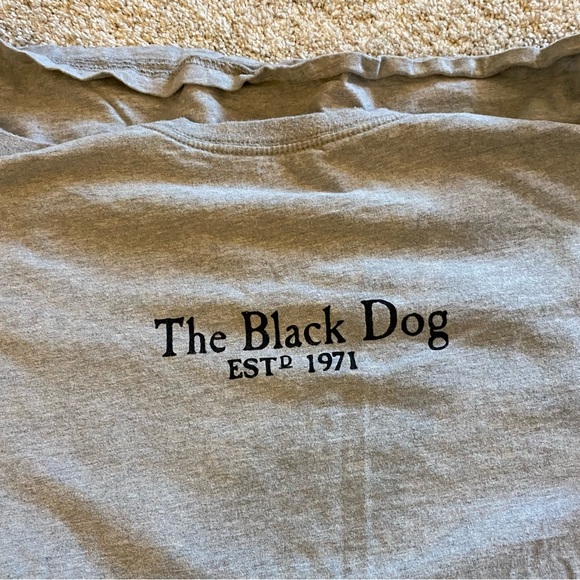 The Black Dog
ESTD 1971